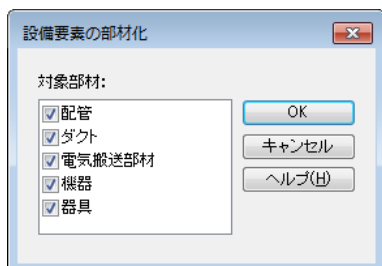 設備要素の部材化
対象部材:
配管
ダクト
電気搬送部材
機器
器具
OK
キャンセル
ヘルプ(H)